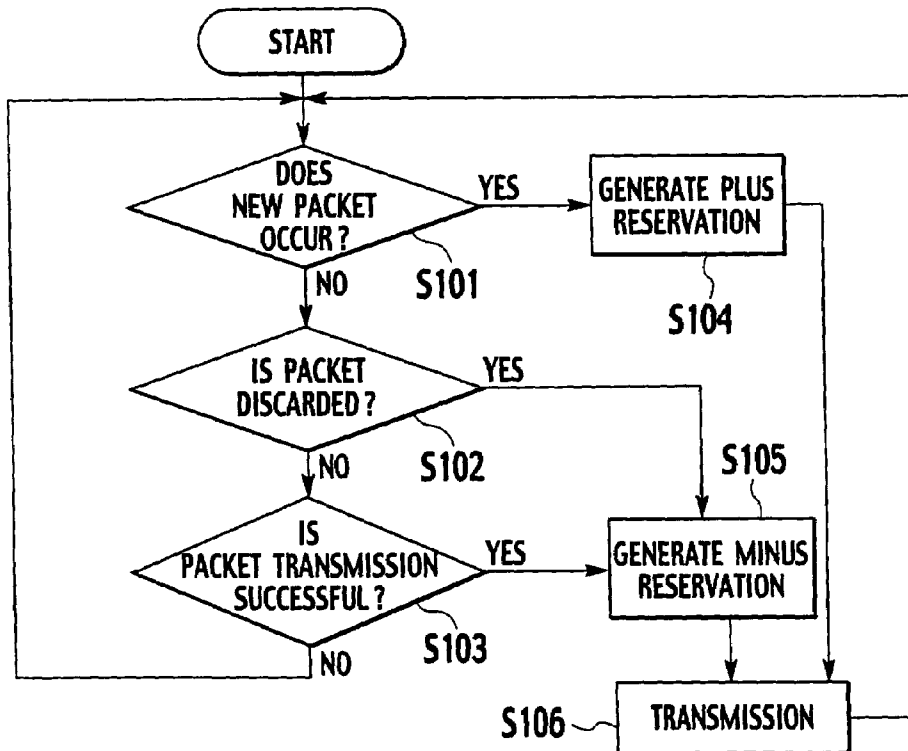 START
DOES
NEW PACKET
OCCUR?
YES
GENERATE PLUS
RESERVATION
S101
S104
NO
IS PACKET
DISCARDED?
YES
S102
S105
NO
IS
PACKET TRANSMISSION
SUCCESSFUL?
YES
GENERATE MINUS
RESERVATION
S103
NO
S106
TRANSMISSION